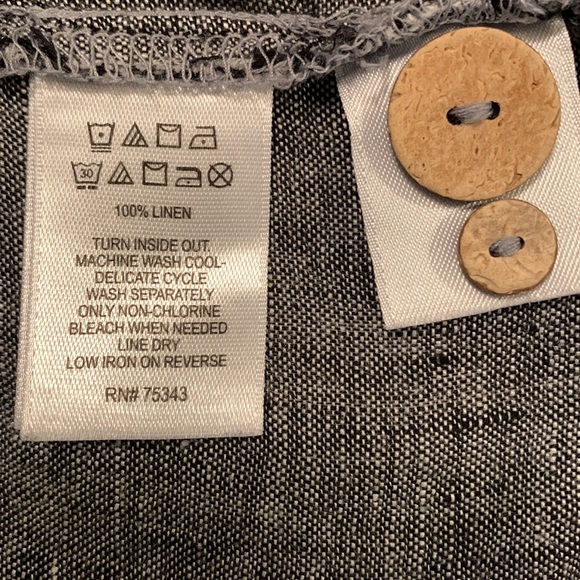 30
100% LINEN
TURN INSIDE OUT
MACHINE WASH COOL-
DELICATE CYCLE
WASH SEPARATELY
ONLY NON-CHLORINE
BLEACH WHEN NEEDED
LINE DRY
LOW IRON ON REVERSE
RN# 75343